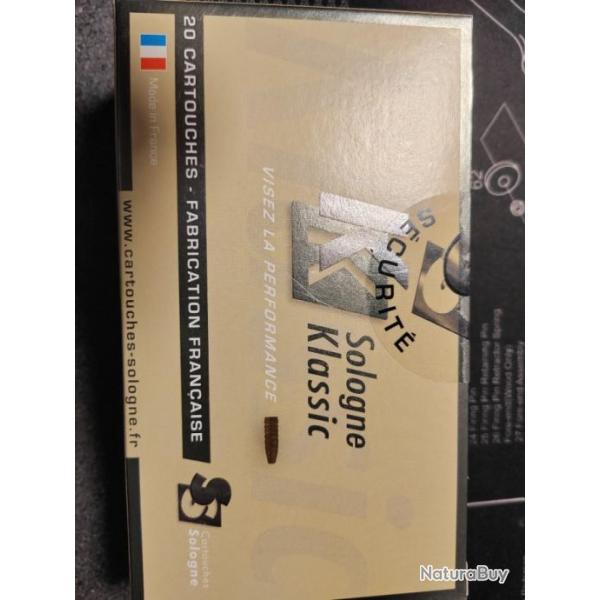 Sologne
Klassic
SÉCURITÉ
VISEZ LA PERFORMANCE
20 CARTOUCHES - FABRICATION FRANÇAISE
Made in France
www.cartouches-sologne.fr
Cartouches
Sologne
NaturaBuy